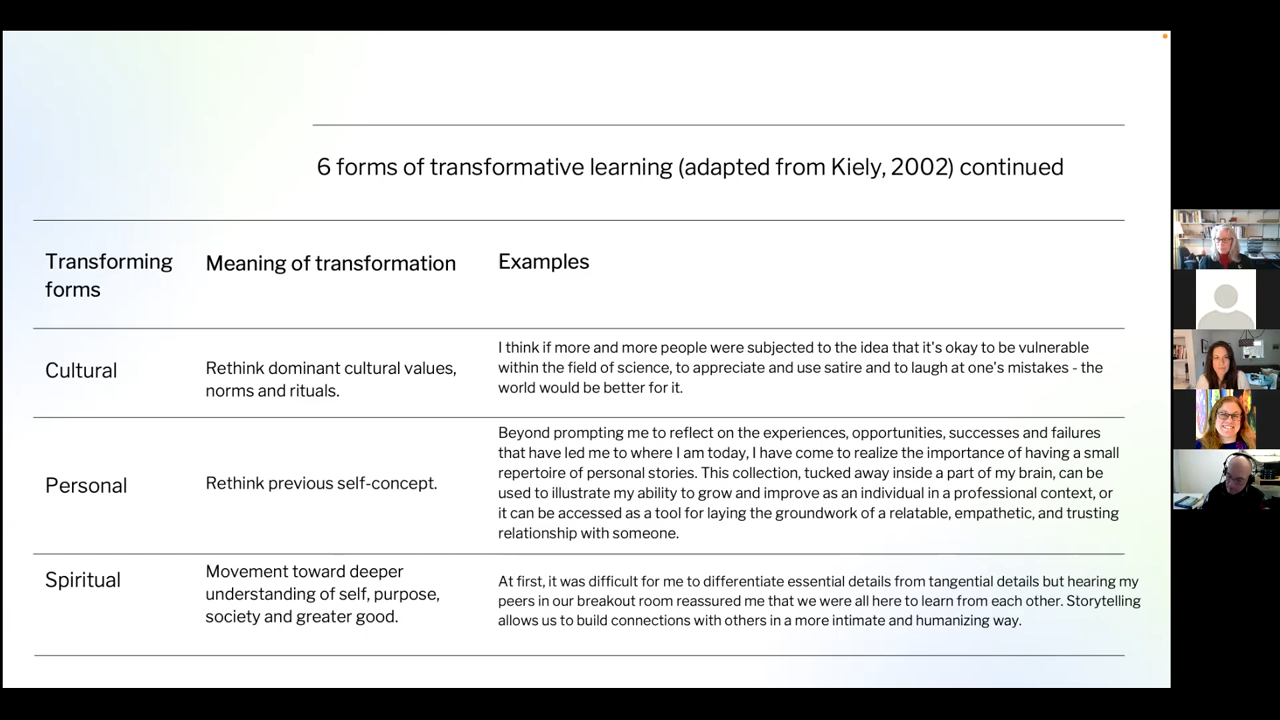 6 forms of transformative learning (adapted from Kiely, 2002) continued
Transforming
forms
Meaning of transformation
Examples
Cultural
Rethink dominant cultural values,
norms and rituals.
I think if more and more people were subjected to the idea that it's okay to be vulnerable
within the field of science, to appreciate and use satire and to laugh at one's mistakes - the
world would be better for it.
Personal
Rethink previous self-concept.
Beyond prompting me to reflect on the experiences, opportunities, successes and failures
that have led me to where I am today, I have come to realize the importance of having a small
repertoire of personal stories. This collection, tucked away inside a part of my brain, can be
used to illustrate my ability to grow and improve as an individual in a professional context, or
it can be accessed as a tool for laying the groundwork of a relatable, empathetic, and trusting
relationship with someone.
Spiritual
Movement toward deeper
understanding of self, purpose,
society and greater good.
At first, it was difficult for me to differentiate essential details from tangential details but hearing my
peers in our breakout room reassured me that we were all here to learn from each other. Storytelling
allows us to build connections with others in a more intimate and humanizing way.